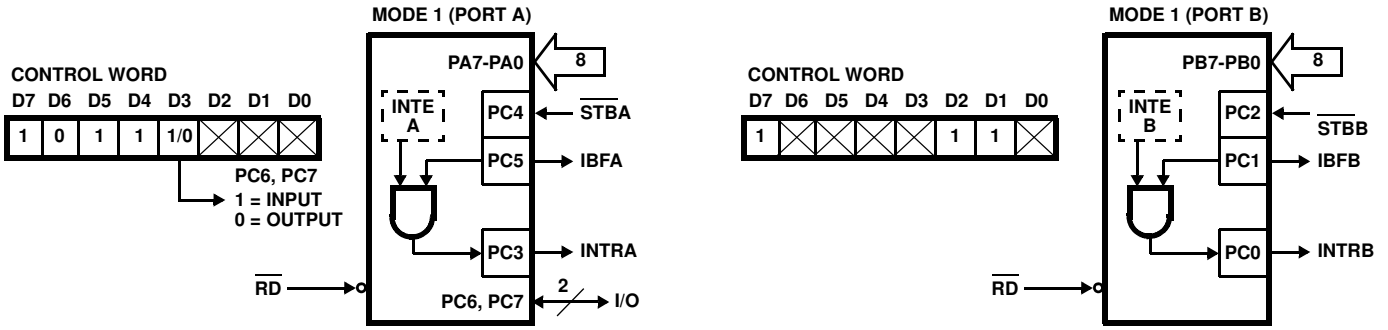 MODE 1 (PORT A)
PA7-PA0
8
CONTROL WORD
D7 D6 D5 D4 D3 D2 D1 D0
1 0 1 1 1/0
PC6, PC7
1 = INPUT
0 = OUTPUT
INTE
A
PC4
STBA
PC5
IBFA
PC3
INTRA
RD
PC6, PC7
2
I/O
MODE 1 (PORT B)
PB7-PB0
8
CONTROL WORD
D7 D6 D5 D4 D3 D2 D1 D0
1 1 1
INTE
B
PC2
STBB
PC1
IBFB
PC0
INTRB
RD